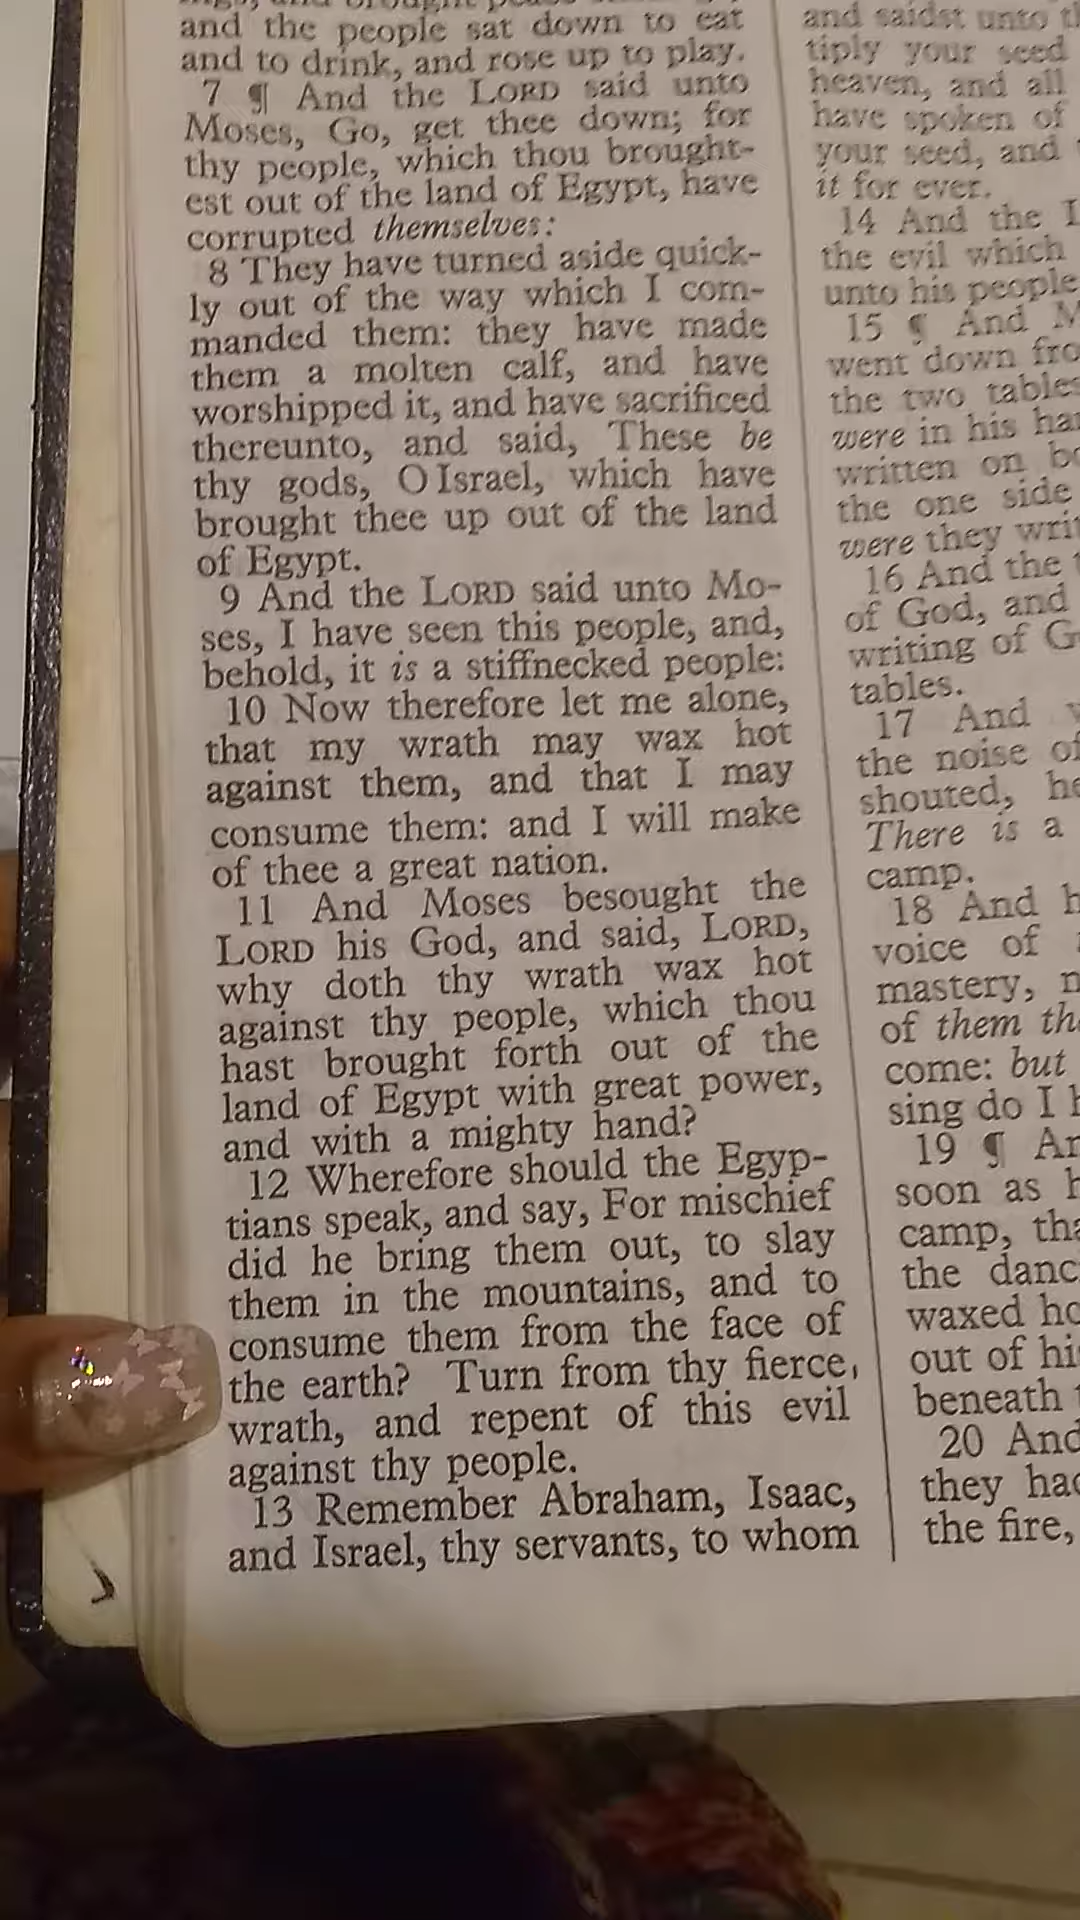 and the people sat down to eat
and to drink, and rose up to play.
7 ¶ And the LORD said unto
Moses, Go, get thee down; for
thy people, which thou brought-
est out of the land of Egypt, have
corrupted themselves:
8 They have turned aside quick-
ly out of the way which I com-
manded them: they have made
them a molten calf, and have
worshipped it, and have sacrificed
thereunto, and said, These be
thy gods, O Israel, which have
brought thee up out of the land
of Egypt.
9 And the LORD said unto Mo-
ses, I have seen this people, and,
behold, it is a stiffnecked people:
10 Now therefore let me alone,
that my wrath may wax hot
against them, and that I may
consume them: and I will make
of thee a great nation.
11 And Moses besought the
LORD his God, and said, LORD,
why doth thy wrath wax hot
against thy people, which thou
hast brought forth out of the
land of Egypt with great power,
and with a mighty hand?
12 Wherefore should the Egyp-
tians speak, and say, For mischief
did he bring them out, to slay
them in the mountains, and to
consume them from the face of
the earth? Turn from thy fierce
wrath, and repent of this evil
against thy people.
13 Remember Abraham, Isaac,
and Israel, thy servants, to whom
and saidst unto
tiply your seed
heaven, and all
have spoken of
your seed, and
it for ever.
14 And the
the evil which
unto his people
15 ¶ And
went down
the two tables
were in his
written on
the one side
were they
16 And the
of God, and
writing of
tables.
17 And
the noise
shouted,
There is a
camp.
18 And
voice of
mastery,
of them
come: but
sing do I
19 ¶
soon as
camp,
the
waxed
out of
beneath
20 And
they
the fire,